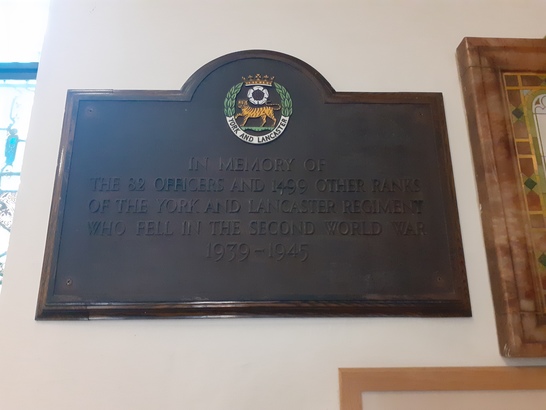 YORK AND LANCASTER
IN MEMORY OF
THE 82 OFFICERS AND 1499 OTHER RANKS
OF THE YORK AND LANCASTER REGIMENT
WHO FELL IN THE SECOND WORLD WAR
1939-1945